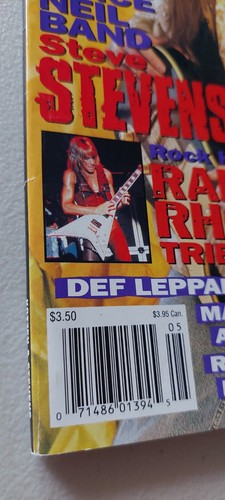 NEIL
BAND
Steve
STEVENS
Rock
RA
RH
TRIB
DEF LEPPA
$3.50
$3.95 Can.
05
MA
A
R
0 71486 01394 5